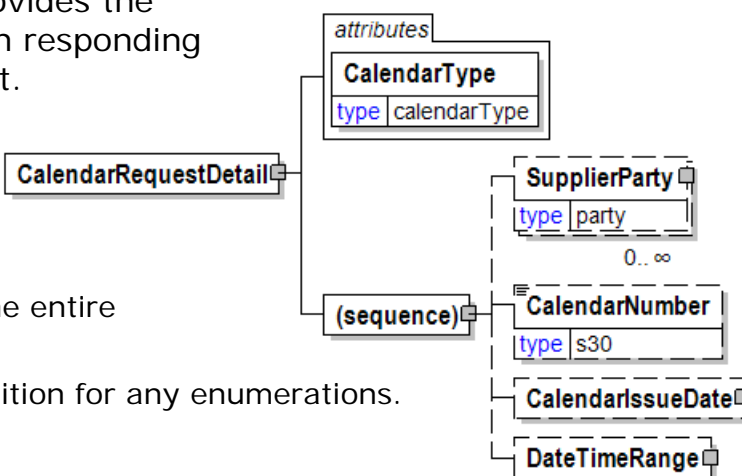 ovides the
n responding
t.
attributes
CalendarType
type calendarType
CalendarRequestDetail
SupplierParty
type party
0.. ∞
e entire
(sequence)
CalendarNumber
type s30
ition for any enumerations.
CalendarIssueDate
DateTimeRange